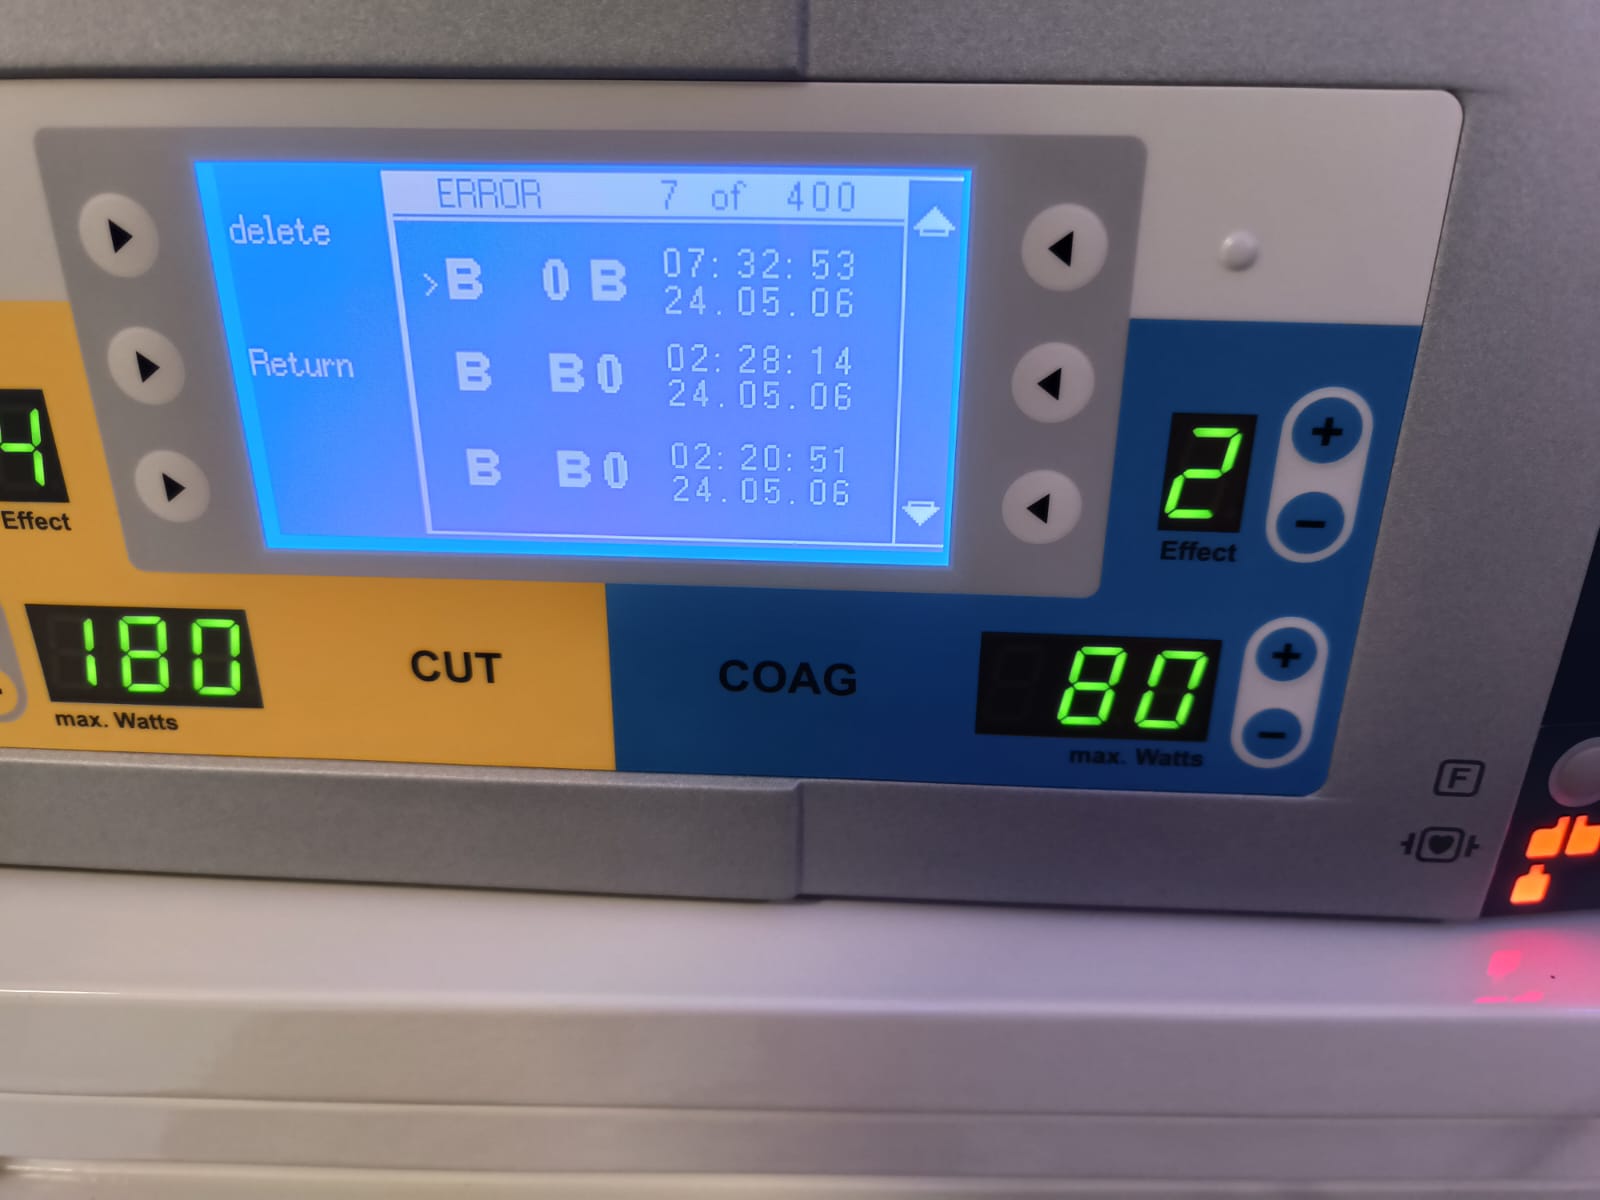 ERROR 7 of 400
delete
>B 0B 07:32:53
24.05.06
Return
B B0 02:28:14
24.05.06
B B0 02:20:51
24.05.06
4
Effect
2
+
-
Effect
180
max. Watts
CUT
COAG
80
+
-
max. Watts
F